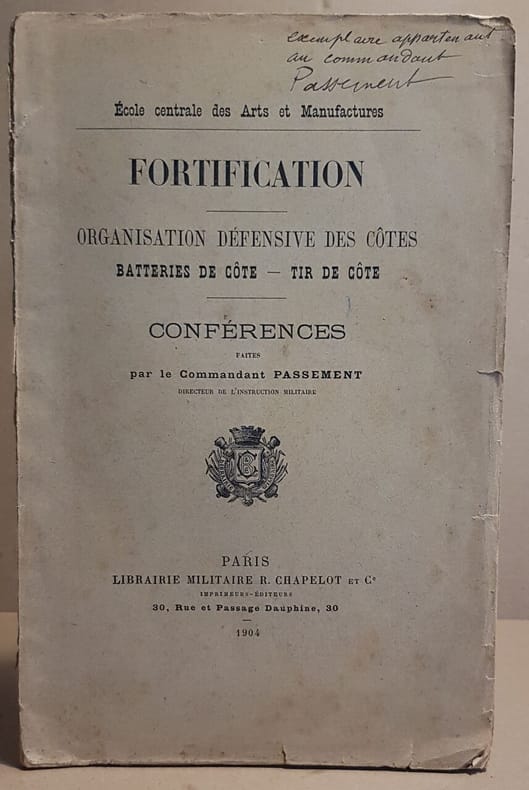 exemplaire appartenant
au commandant
Passement
École centrale des Arts et Manufactures
FORTIFICATION
ORGANISATION DÉFENSIVE DES CÔTES
BATTERIES DE CÔTE — TIR DE CÔTE
CONFÉRENCES
FAITES
par le Commandant PASSEMENT
DIRECTEUR DE L'INSTRUCTION MILITAIRE
PARIS
LIBRAIRIE MILITAIRE R. CHAPELOT ET Cᵉ
IMPRIMEURS-ÉDITEURS
30, Rue et Passage Dauphine, 30
1904